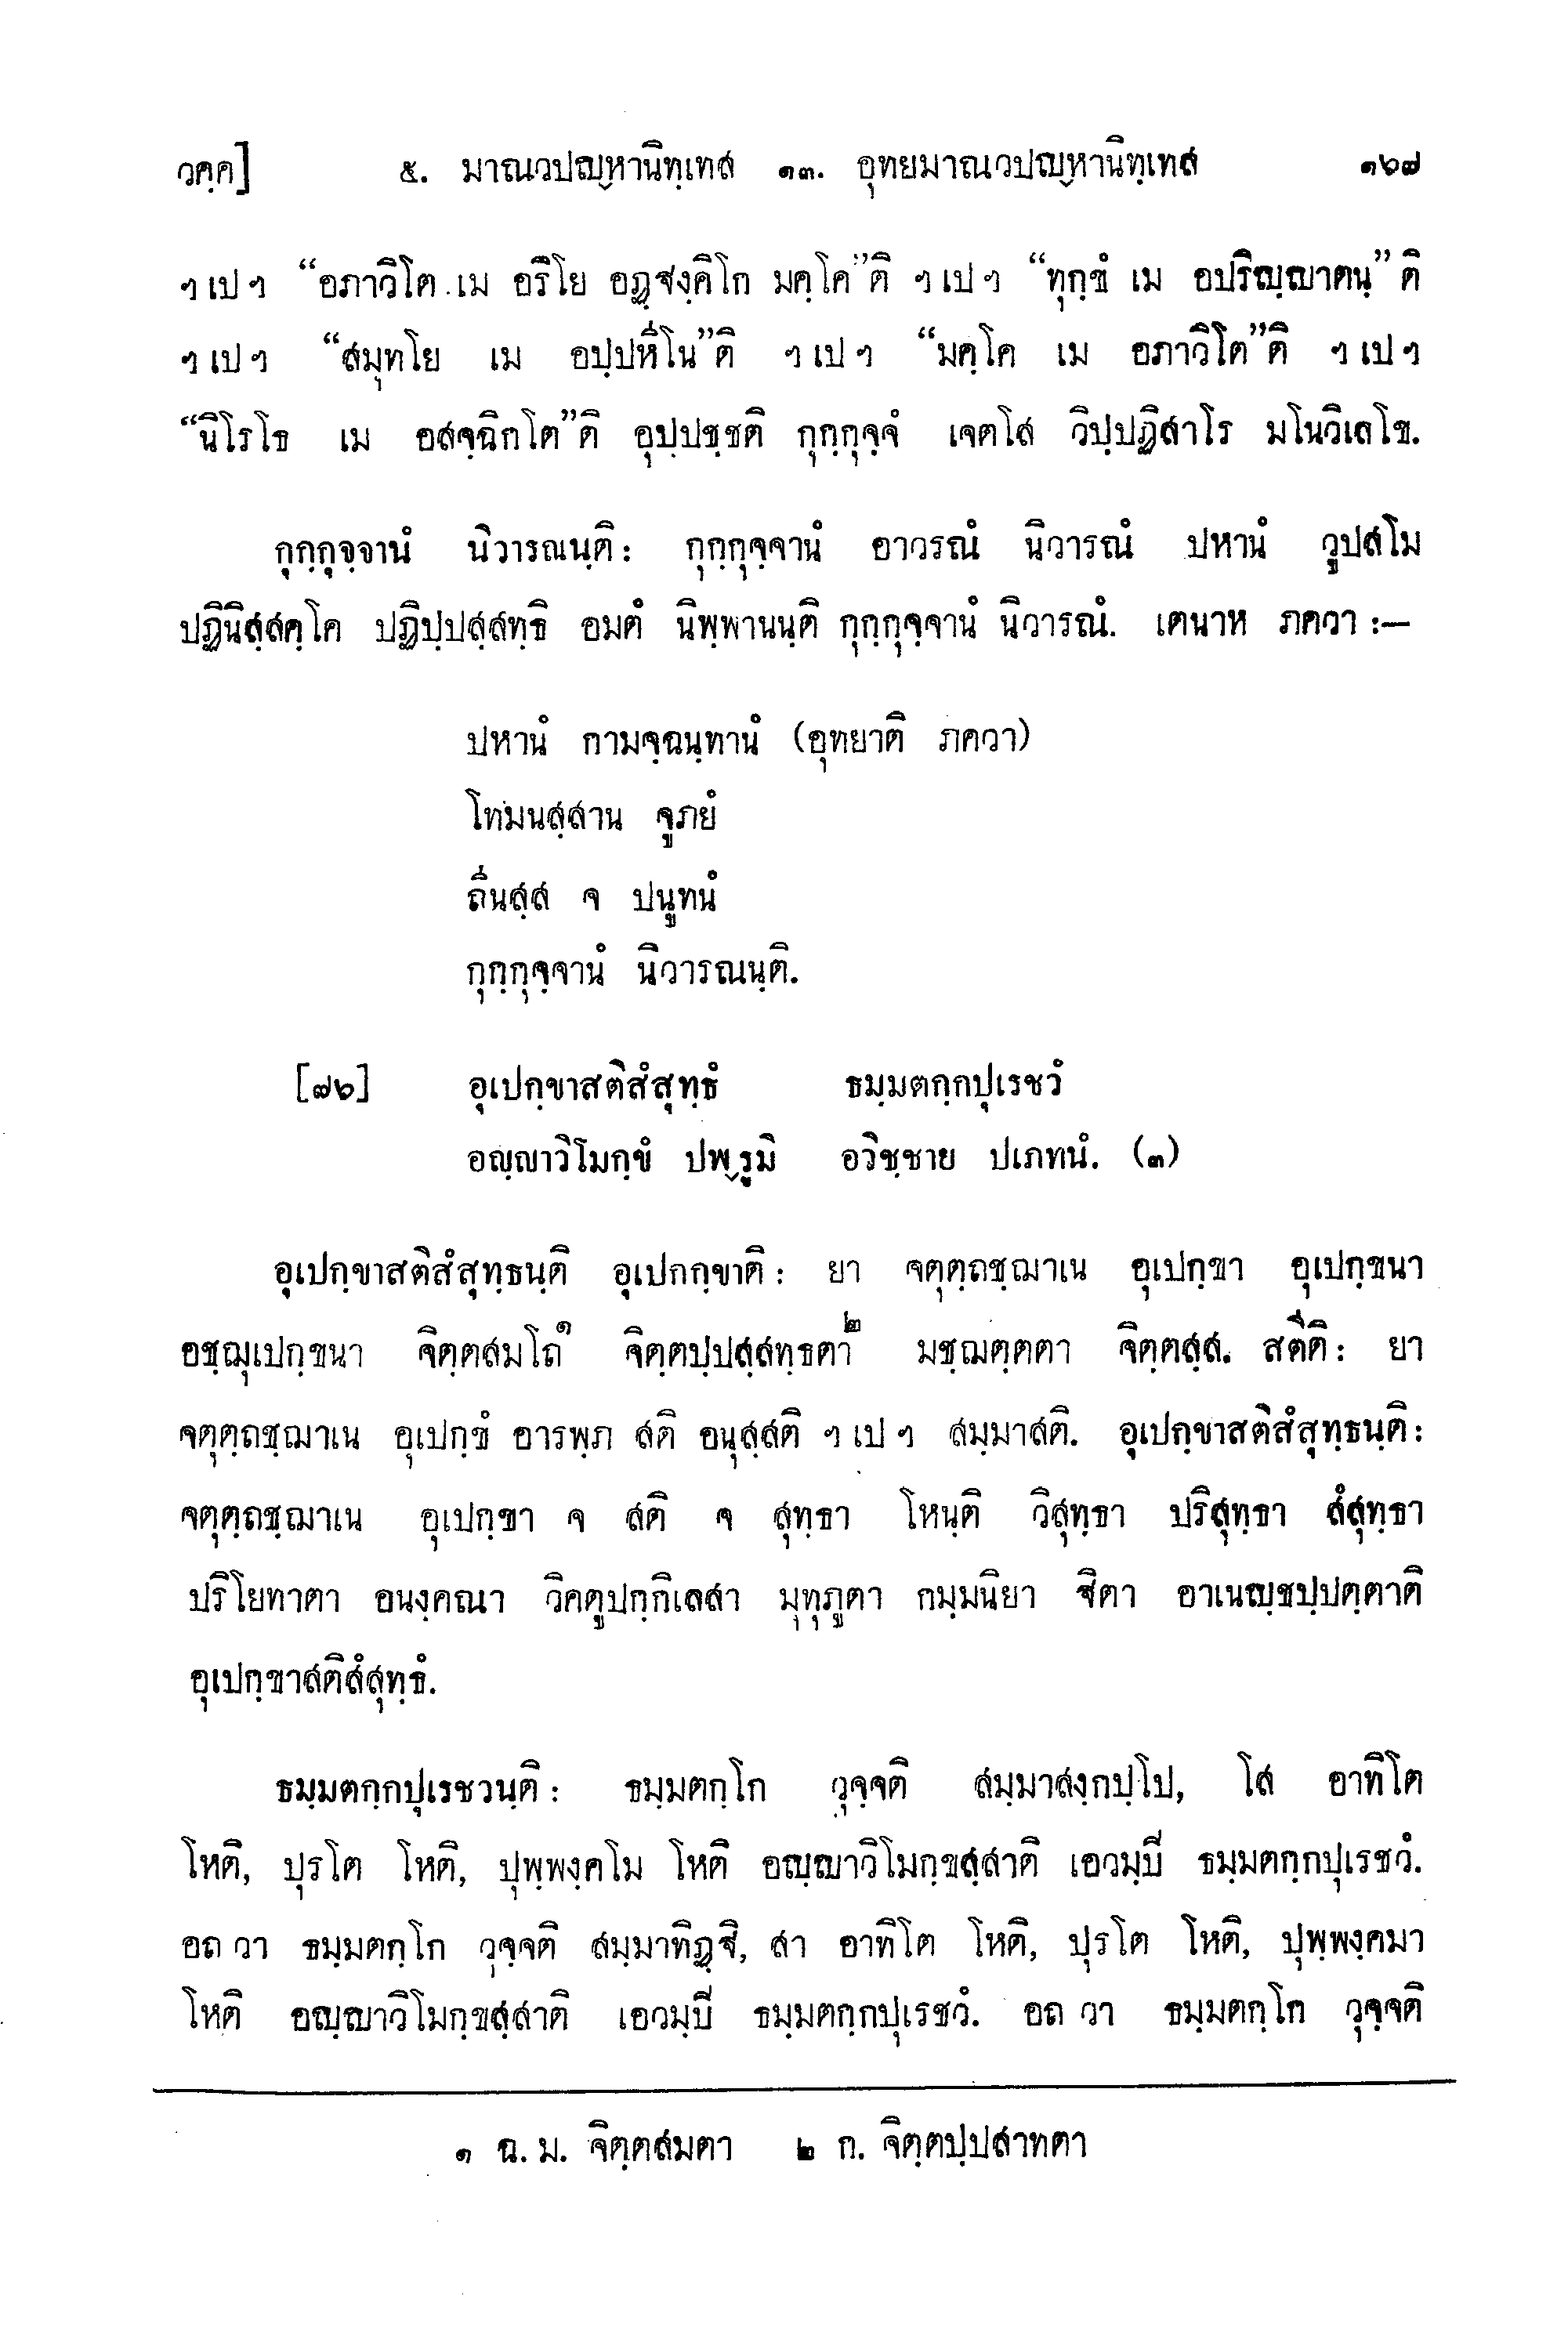 วคฺค]	๕. มาณวปญฺหานิทฺเทส ๑๓. อุทยมาณวปญฺหานิทฺเทส	๑๖๗
ฯ เป ฯ “อภาวิโต เม อริโย อฏฺฐงฺคิโก มคฺโค”ติ ฯ เป ฯ “ทุกฺขํ เม อปริญฺญาตนฺ”ติ
ฯ เป ฯ “สมุทโย เม อปฺปหีโน”ติ ฯ เป ฯ “มคฺโค เม อภาวิโต”ติ ฯ เป ฯ
“นิโรโธ เม อสจฺฉิกโต”ติ อุปฺปชฺชติ กุกฺกุจฺจํ เจตโส วิปฺปฏิสาโร มโนวิเลโข.
กุกฺกุจฺจานํ นิวารณนฺติ: กุกฺกุจฺจานํ อาวรณํ นิวารณํ ปหานํ วูปสโม
ปฏินิสฺสคฺโค ปฏิปฺปสฺสทฺธิ อมตํ นิพฺพานนฺติ กุกฺกุจฺจานํ นิวารณํ. เตนาห ภควา :—
ปหานํ กามจฺฉนฺทานํ (อุทยาติ ภควา)
โทมนสฺสาน จูภยํ
ถีนสฺส จ ปนูทนํ
กุกฺกุจฺจานํ นิวารณนฺติ.
[๗๖] อุเปกฺขาสติสํสุทฺธํ ธมฺมตกฺกปุเรชวํ
อญฺญาวิโมกฺขํ ปพฺรูมิ อวิชฺชาย ปเภทนํ. (๓)
อุเปกฺขาสติสํสุทฺธนฺติ อุเปกกฺขาติ: ยา จตุตฺถชฺฌาเน อุเปกฺขา อุเปกฺขนา
อชฺฌุเปกฺขนา จิตฺตสมโถ๑ จิตฺตปฺปสฺสทฺธตา๒ มชฺฌตฺตตา จิตฺตสฺส. สตีติ: ยา
จตุตฺถชฺฌาเน อุเปกฺขํ อารพฺภ สติ อนุสฺสติ ฯ เป ฯ สมฺมาสติ. อุเปกฺขาสติสํสุทฺธนฺติ:
จตุตฺถชฺฌาเน อุเปกฺขา จ สติ จ สุทฺธา โหนฺติ วิสุทฺธา ปริสุทฺธา สํสุทฺธา
ปริโยทาตา อนงฺคณา วิคตูปกฺกิเลสา มุทุภูตา กมฺมนิยา ฐิตา อาเนญฺชปฺปตฺตาติ
อุเปกฺขาสติสํสุทฺธํ.
ธมฺมตกฺกปุเรชวนฺติ: ธมฺมตกฺโก วุจฺจติ สมฺมาสงฺกปฺโป, โส อาทิโต
โหติ, ปุรโต โหติ, ปุพฺพงฺคโม โหติ อญฺญาวิโมกฺขสฺสาติ เอวมฺปิ ธมฺมตกฺกปุเรชวํ.
อถ วา ธมฺมตกฺโก วุจฺจติ สมฺมาทิฏฺฐิ, สา อาทิโต โหติ, ปุรโต โหติ, ปุพฺพงฺคมา
โหติ อญฺญาวิโมกฺขสฺสาติ เอวมฺปิ ธมฺมตกฺกปุเรชวํ. อถ วา ธมฺมตกฺโก วุจฺจติ
๑ ฉ. ม. จิตฺตสมตา ๒ ก. จิตฺตปฺปสาทตา